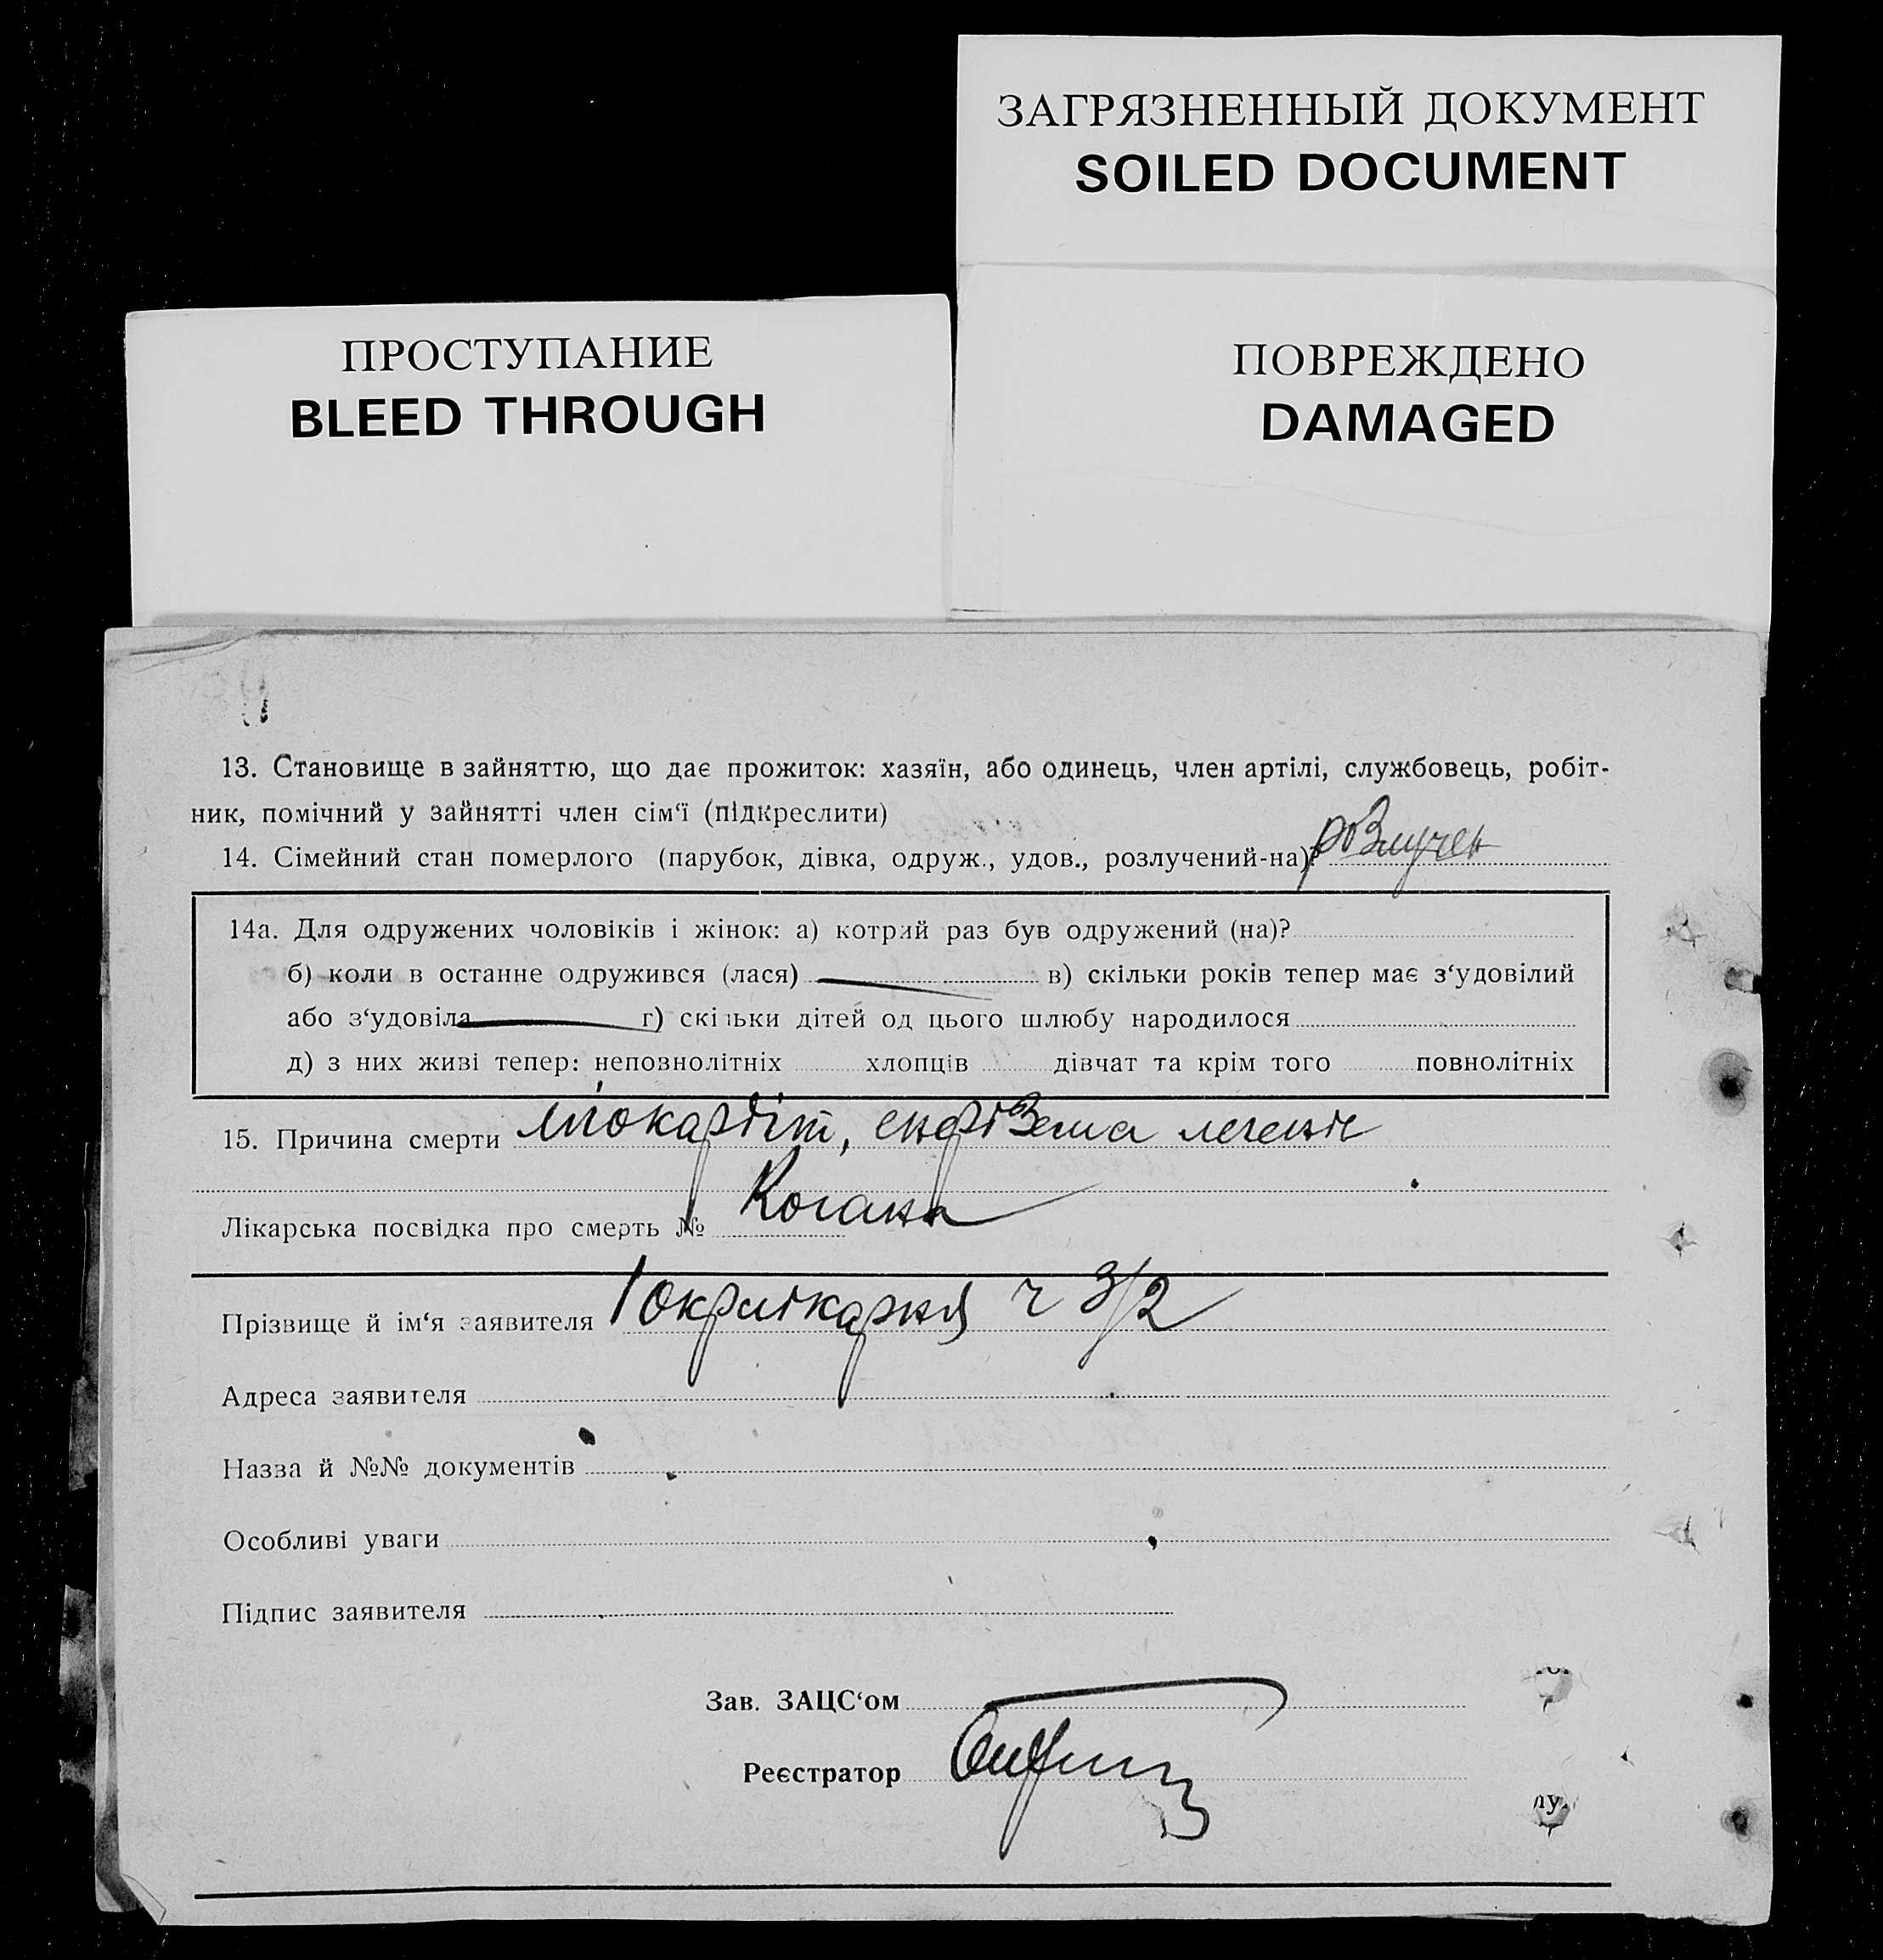 ЗАГРЯЗНЕННЫЙ ДОКУМЕНТ
SOILED DOCUMENT
ПРОСТУПАНИЕ
BLEED THROUGH
ПОВРЕЖДЕНО
DAMAGED
13. Становище в зайняттю, що дає прожиток: хазяїн, або одинець, член артілі, службовець, робіт-
ник, помічний у зайнятті член сім‘ї (підкреслити)
14. Сімейний стан померлого (парубок, дівка, одруж., удов., розлучений-на)? розлучен
14а. Для одружених чоловіків і жінок: а) котрий раз був одружений (на)?
б) коли в останне одружився (лася) в) скільки років тепер має з‘удовілий
або з‘удовіла г) скільки дітей од цього шлюбу народилося
д) з них живі тепер: неповнолітніх хлопців дівчат та крім того повнолітніх
15. Причина смерти міокардіт, емфізема легенів
Лікарська посвідка про смерть № Когана
Прізвище й ім‘я заявителя 1 окрлікарня ч 3/2
Адреса заявителя
Назва й №№ документів
Особливі уваги
Підпис заявителя
Зав. ЗАЦС‘ом
Реєстратор